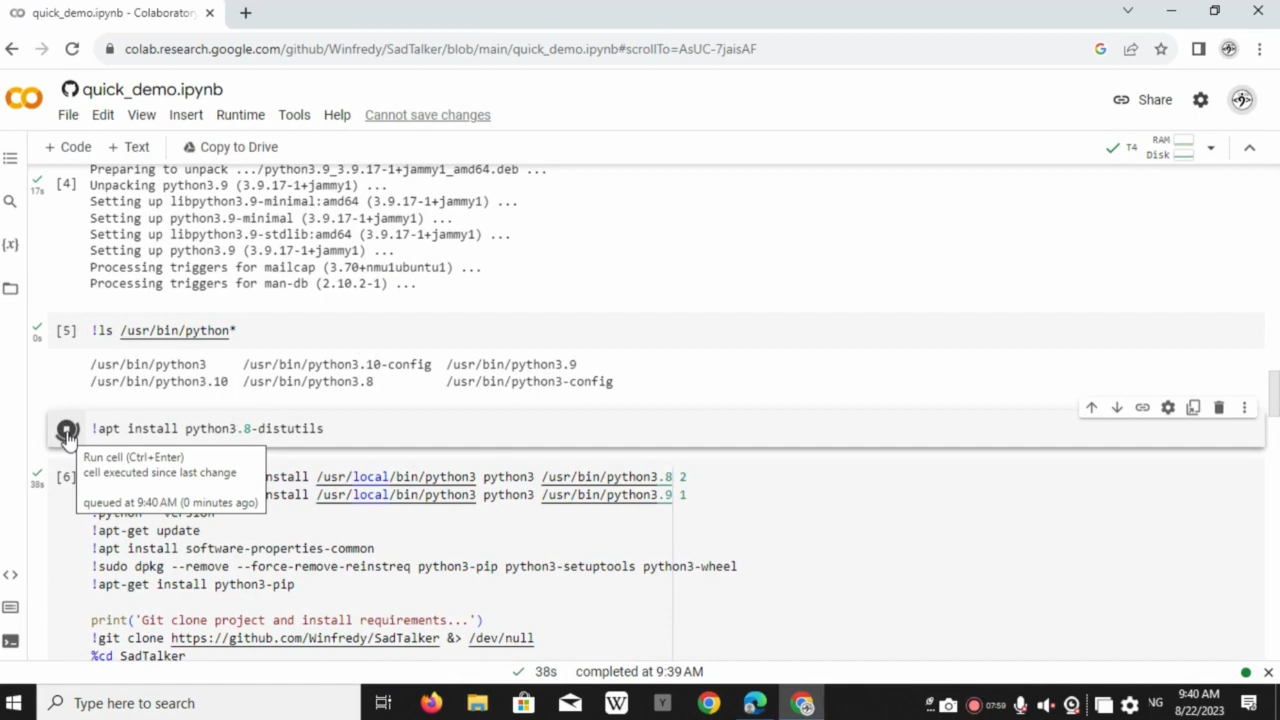 quick_demo.ipynb - Colaborator
colab.research.google.com/github/Winfredy/SadTalker/blob/main/quick_demo.ipynb#scrollTo=AsUC-7jaisAF
quick_demo.ipynb
Share
File Edit View Insert Runtime Tools Help Cannot save changes
+ Code + Text Copy to Drive
T4 RAM Disk
Preparing to unpack .../python3.9_3.9.17-1+jammy1_amd64.deb ...
17s [4] Unpacking python3.9 (3.9.17-1+jammy1) ...
Setting up libpython3.9-minimal:amd64 (3.9.17-1+jammy1) ...
Setting up python3.9-minimal (3.9.17-1+jammy1) ...
Setting up libpython3.9-stdlib:amd64 (3.9.17-1+jammy1) ...
Setting up python3.9 (3.9.17-1+jammy1) ...
Processing triggers for mailcap (3.70+nmu1ubuntu1) ...
Processing triggers for man-db (2.10.2-1) ...
0s [5] !ls /usr/bin/python*
/usr/bin/python3 /usr/bin/python3.10-config /usr/bin/python3.9
/usr/bin/python3.10 /usr/bin/python3.8 /usr/bin/python3-config
!apt install python3.8-distutils
Run cell (Ctrl+Enter)
cell executed since last change
queued at 9:40 AM (0 minutes ago)
38s [6] nstall /usr/local/bin/python3 python3 /usr/bin/python3.8 2
nstall /usr/local/bin/python3 python3 /usr/bin/python3.9 1
!apt-get update
!apt install software-properties-common
!sudo dpkg --remove --force-remove-reinstreq python3-pip python3-setuptools python3-wheel
!apt-get install python3-pip
print('Git clone project and install requirements...')
!git clone https://github.com/Winfredy/SadTalker &> /dev/null
%cd SadTalker
38s completed at 9:39 AM
Type here to search
07:59
NG
9:40 AM
8/22/2023